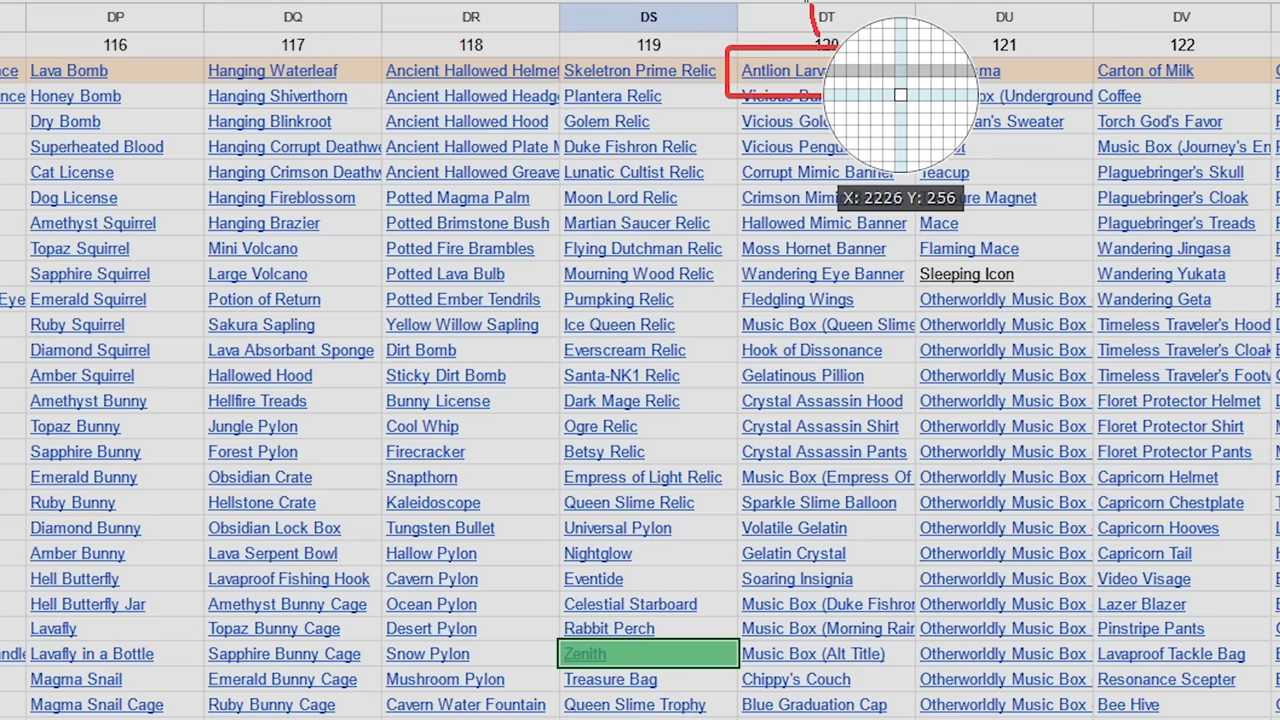 DP DQ DR DS DT DU DV
116 117 118 119 120 121 122
Lava Bomb Hanging Waterleaf Ancient Hallowed Helmet Skeletron Prime Relic Antlion Carton of Milk
Honey Bomb Hanging Shiverthorn Ancient Hallowed Plantera Relic Vicious (Underground Coffee
Dry Bomb Hanging Blinkroot Ancient Hallowed Hood Golem Relic Vicious Sweater Torch God's Favor
Superheated Blood Hanging Corrupt Ancient Hallowed Plate Duke Fishron Relic Vicious Music Box (Journey's
Cat License Hanging Crimson Ancient Hallowed Lunatic Cultist Relic Corrupt Mimic Banner Teacup Plaguebringer's Skull
Dog License Hanging Fireblossom Potted Magma Palm Moon Lord Relic Crimson X: 2226 Y: 256 Magnet Plaguebringer's Cloak
Amethyst Squirrel Hanging Brazier Potted Brimstone Bush Martian Saucer Relic Hallowed Mimic Banner Mace Plaguebringer's Treads
Topaz Squirrel Mini Volcano Potted Fire Brambles Flying Dutchman Relic Moss Hornet Banner Flaming Mace Wandering Jingasa
Sapphire Squirrel Large Volcano Potted Lava Bulb Mourning Wood Relic Wandering Eye Banner Sleeping Icon Wandering Yukata
Eye Emerald Squirrel Potion of Return Potted Ember Tendrils Pumpking Relic Fledgling Wings Otherworldly Music Box Wandering Geta
Ruby Squirrel Sakura Sapling Yellow Willow Sapling Ice Queen Relic Music Box (Queen Slime Otherworldly Music Box Timeless Traveler's Hood
Diamond Squirrel Lava Absorbant Sponge Dirt Bomb Everscream Relic Hook of Dissonance Otherworldly Music Box Timeless Traveler's Cloak
Amber Squirrel Hallowed Hood Sticky Dirt Bomb Santa-NK1 Relic Gelatinous Pillion Otherworldly Music Box Timeless Traveler's
Amethyst Bunny Hellfire Treads Bunny License Dark Mage Relic Crystal Assassin Hood Otherworldly Music Box Floret Protector Helmet
Topaz Bunny Jungle Pylon Cool Whip Ogre Relic Crystal Assassin Shirt Otherworldly Music Box Floret Protector Shirt
Sapphire Bunny Forest Pylon Firecracker Betsy Relic Crystal Assassin Pants Otherworldly Music Box Floret Protector Pants
Emerald Bunny Obsidian Crate Snapthorn Empress of Light Relic Music Box (Empress Of Otherworldly Music Box Capricorn Helmet
Ruby Bunny Hellstone Crate Kaleidoscope Queen Slime Relic Sparkle Slime Balloon Otherworldly Music Box Capricorn Chestplate
Diamond Bunny Obsidian Lock Box Tungsten Bullet Universal Pylon Volatile Gelatin Otherworldly Music Box Capricorn Hooves
Amber Bunny Lava Serpent Bowl Hallow Pylon Nightglow Gelatin Crystal Otherworldly Music Box Capricorn Tail
Hell Butterfly Lavaproof Fishing Hook Cavern Pylon Eventide Soaring Insignia Otherworldly Music Box Video Visage
Hell Butterfly Jar Amethyst Bunny Cage Ocean Pylon Celestial Starboard Music Box (Duke Otherworldly Music Box Lazer Blazer
Lavafly Topaz Bunny Cage Desert Pylon Rabbit Perch Music Box (Morning Rain Otherworldly Music Box Pinstripe Pants
Lavafly in a Bottle Sapphire Bunny Cage Snow Pylon Zenith Music Box (Alt Title) Otherworldly Music Box Lavaproof Tackle Bag
Magma Snail Emerald Bunny Cage Mushroom Pylon Treasure Bag Chippy's Couch Otherworldly Music Box Resonance Scepter
Magma Snail Cage Ruby Bunny Cage Cavern Water Fountain Queen Slime Trophy Blue Graduation Cap Otherworldly Music Box Bee Hive